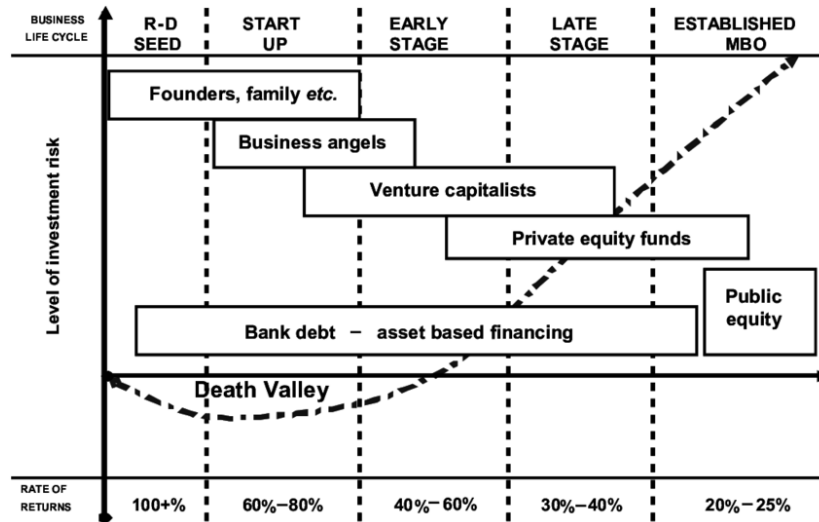 BUSINESS
LIFE CYCLE
R-D
SEED
START
UP
EARLY
STAGE
LATE
STAGE
ESTABLISHED
MBO
Founders, family etc.
Business angels
Venture capitalists
Private equity funds
Level of investment risk
Public
equity
Bank debt – asset based financing
Death Valley
RATE OF
RETURNS
100+%
60%–80%
40%–60%
30%–40%
20%–25%